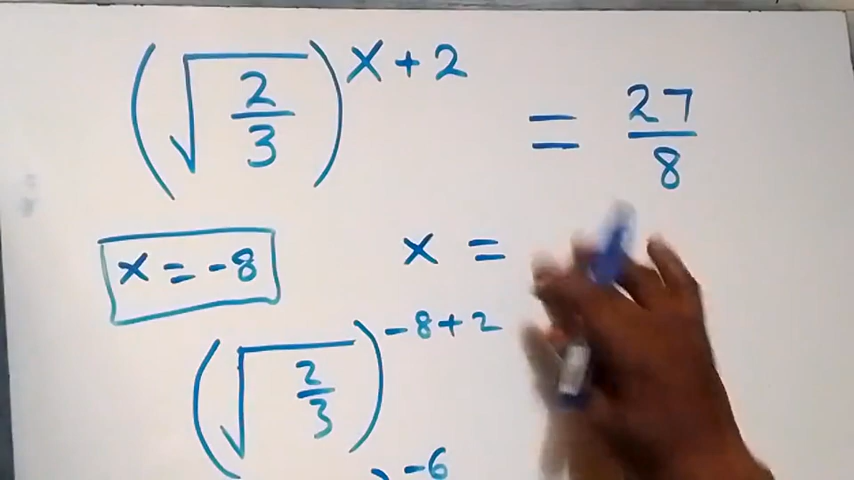 (√2/3)^x+2 = 27/8
x = -8
x =
(√2/3)^-8+2
)^-6